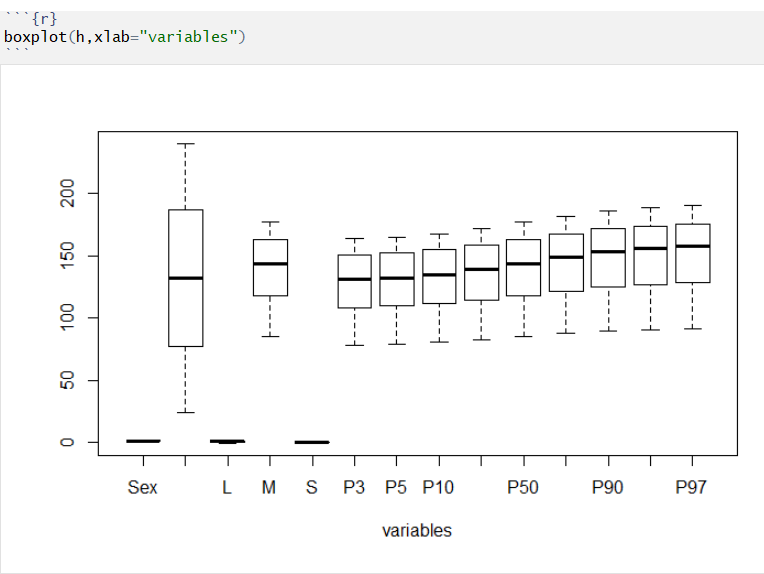 ```{r}
boxplot(h,xlab="variables")
```
200
150
100
50
0
Sex L M S P3 P5 P10 P50 P90 P97
variables